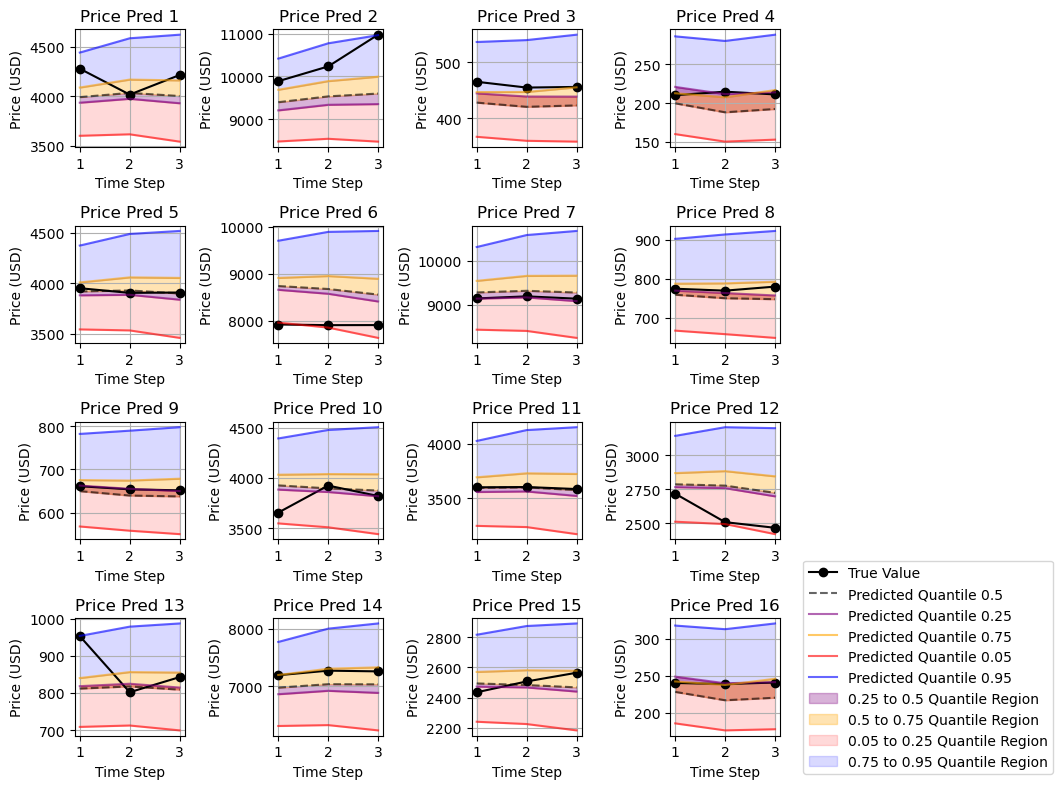 Price Pred 1
Price (USD)
4500
4000
3500
1 2 3
Time Step
Price Pred 2
Price (USD)
11000
10000
9000
1 2 3
Time Step
Price Pred 3
Price (USD)
500
400
1 2 3
Time Step
Price Pred 4
Price (USD)
250
200
150
1 2 3
Time Step
Price Pred 5
Price (USD)
4500
4000
3500
1 2 3
Time Step
Price Pred 6
Price (USD)
10000
9000
8000
1 2 3
Time Step
Price Pred 7
Price (USD)
10000
9000
1 2 3
Time Step
Price Pred 8
Price (USD)
900
800
700
1 2 3
Time Step
Price Pred 9
Price (USD)
800
700
600
1 2 3
Time Step
Price Pred 10
Price (USD)
4500
4000
3500
1 2 3
Time Step
Price Pred 11
Price (USD)
4000
3500
1 2 3
Time Step
Price Pred 12
Price (USD)
3000
2750
2500
1 2 3
Time Step
Price Pred 13
Price (USD)
1000
900
800
700
1 2 3
Time Step
Price Pred 14
Price (USD)
8000
7000
1 2 3
Time Step
Price Pred 15
Price (USD)
2800
2600
2400
2200
1 2 3
Time Step
Price Pred 16
Price (USD)
300
250
200
1 2 3
Time Step
True Value
Predicted Quantile 0.5
Predicted Quantile 0.25
Predicted Quantile 0.75
Predicted Quantile 0.05
Predicted Quantile 0.95
0.25 to 0.5 Quantile Region
0.5 to 0.75 Quantile Region
0.05 to 0.25 Quantile Region
0.75 to 0.95 Quantile Region